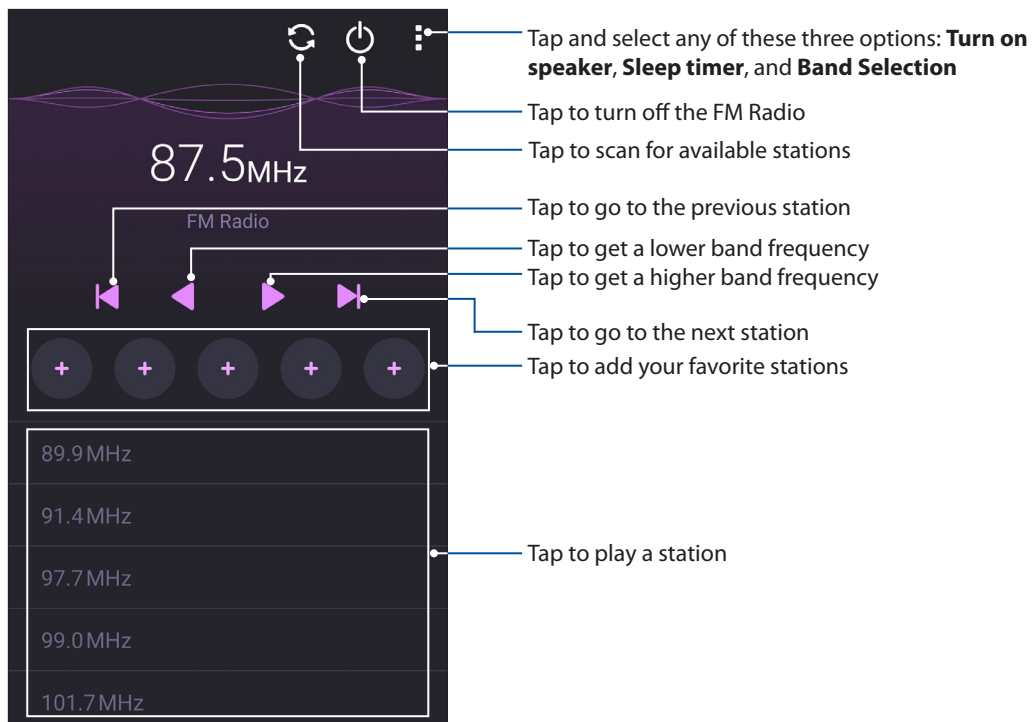 Tap and select any of these three options: Turn on
speaker, Sleep timer, and Band Selection
Tap to turn off the FM Radio
Tap to scan for available stations
87.5MHz
FM Radio
Tap to go to the previous station
Tap to get a lower band frequency
Tap to get a higher band frequency
Tap to go to the next station
Tap to add your favorite stations
+ + + + +
89.9MHz
91.4MHz
97.7MHz
Tap to play a station
99.0MHz
101.7MHz